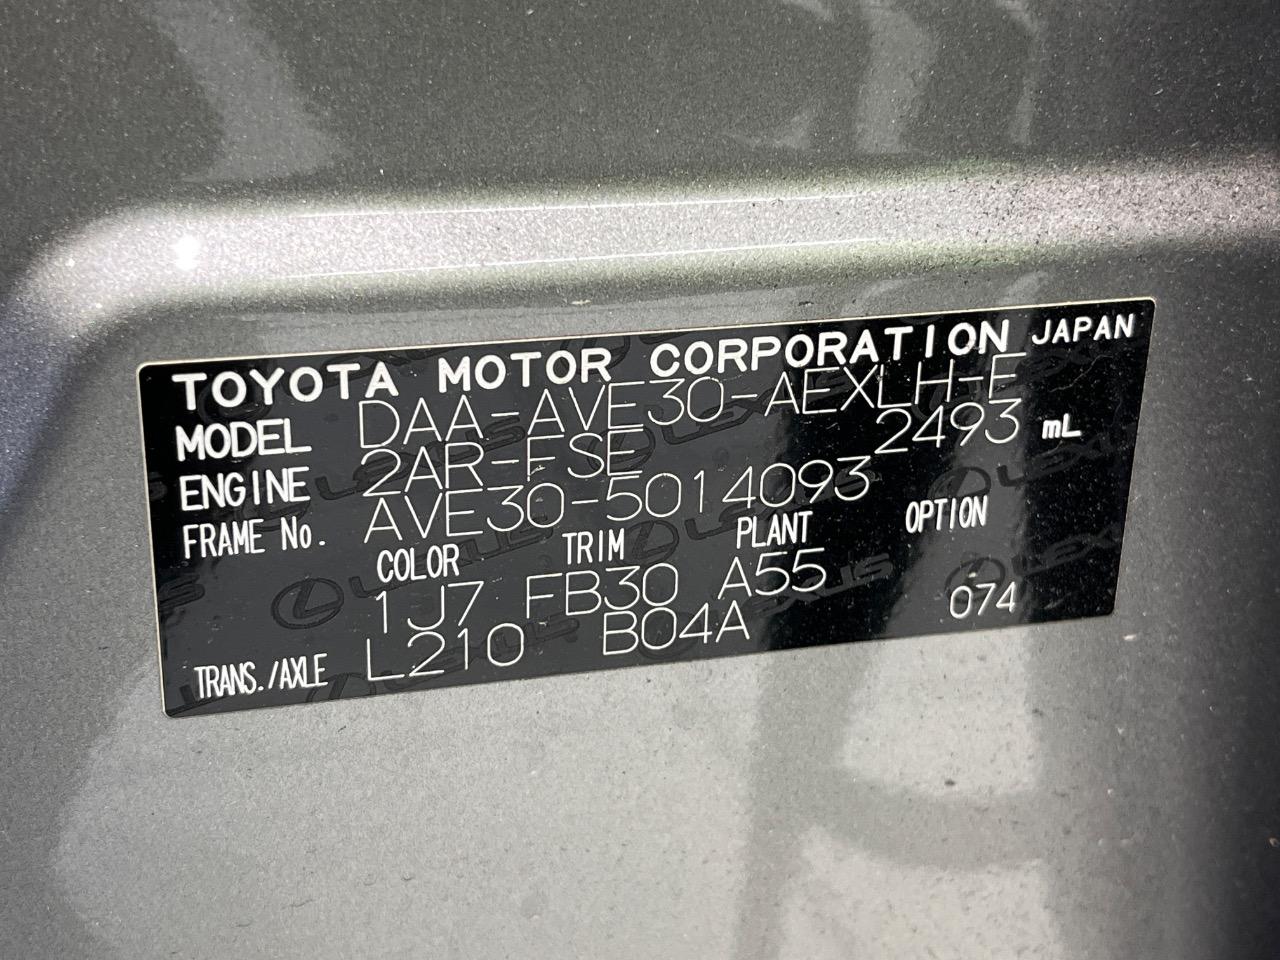 TOYOTA MOTOR CORPORATION JAPAN
MODEL DAA-AVE30-AEXLH-E
ENGINE 2AR-FSE 2493 mL
FRAME No. AVE30-5014093
COLOR TRIM PLANT OPTION
1J7 FB30 A55
TRANS./AXLE L210 B04A 074